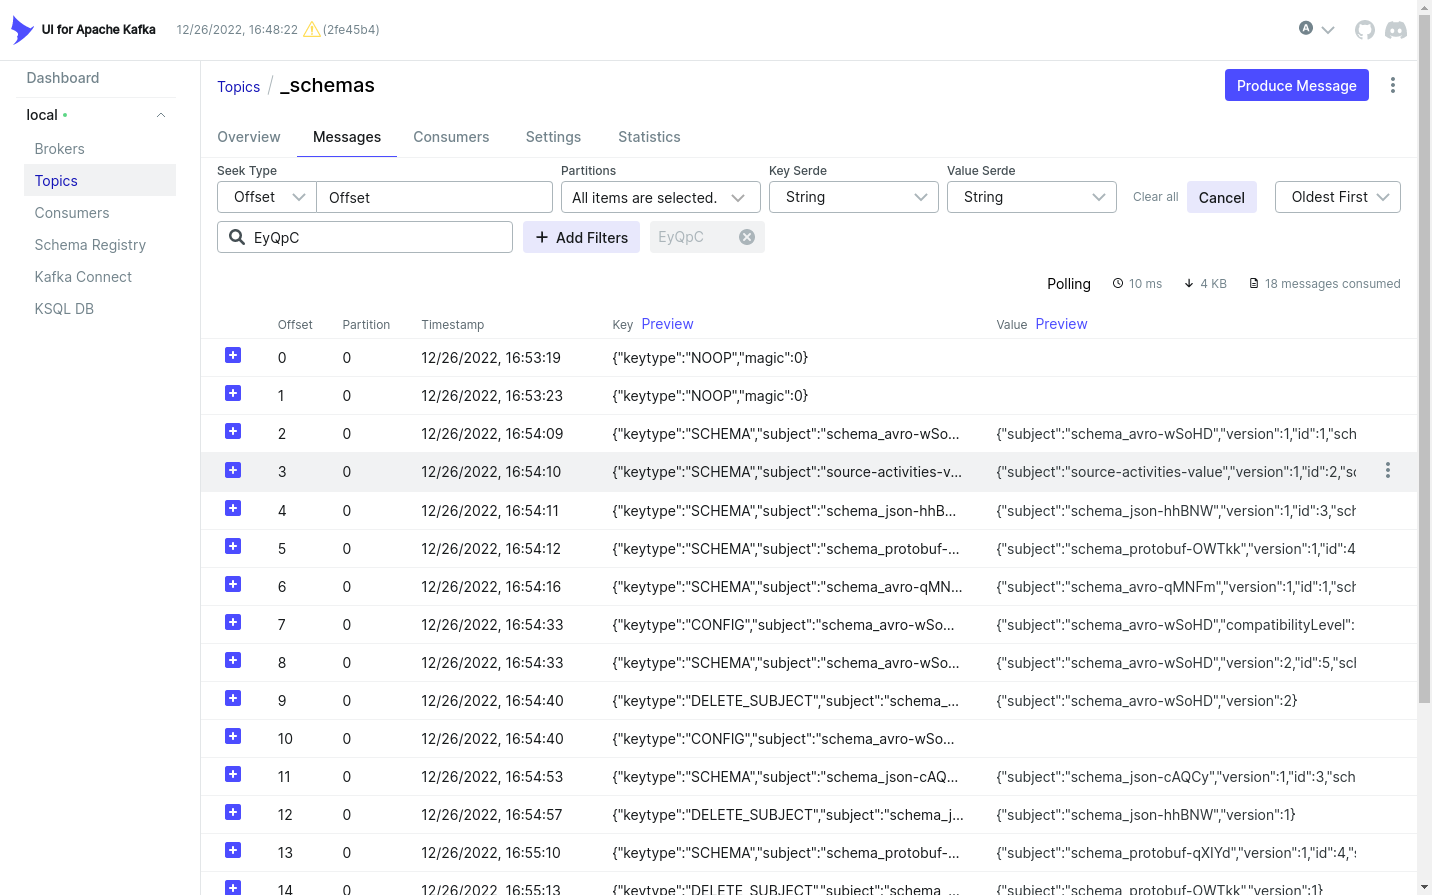 UI for Apache Kafka 12/26/2022, 16:48:22 (2fe45b4) A
Dashboard
local
Brokers
Topics
Consumers
Schema Registry
Kafka Connect
KSQL DB
Topics / _schemas Produce Message
Overview Messages Consumers Settings Statistics
Seek Type Partitions Key Serde Value Serde
Offset Offset All items are selected. String String Clear all Cancel Oldest First
EyQpC Add Filters EyQpC
Polling 10 ms 4 KB 18 messages consumed
Offset Partition Timestamp Key Preview Value Preview
0 0 12/26/2022, 16:53:19 {"keytype":"NOOP","magic":0}
1 0 12/26/2022, 16:53:23 {"keytype":"NOOP","magic":0}
2 0 12/26/2022, 16:54:09 {"keytype":"SCHEMA","subject":"schema_avro-wSo... {"subject":"schema_avro-wSoHD","version":1,"id":1,"sch
3 0 12/26/2022, 16:54:10 {"keytype":"SCHEMA","subject":"source-activities-v... {"subject":"source-activities-value","version":1,"id":2,"sc
4 0 12/26/2022, 16:54:11 {"keytype":"SCHEMA","subject":"schema_json-hhB... {"subject":"schema_json-hhBNW","version":1,"id":3,"sch
5 0 12/26/2022, 16:54:12 {"keytype":"SCHEMA","subject":"schema_protobuf-... {"subject":"schema_protobuf-OWTkk","version":1,"id":4
6 0 12/26/2022, 16:54:16 {"keytype":"SCHEMA","subject":"schema_avro-qMN... {"subject":"schema_avro-qMNFm","version":1,"id":1,"sch
7 0 12/26/2022, 16:54:33 {"keytype":"CONFIG","subject":"schema_avro-wSo... {"subject":"schema_avro-wSoHD","compatibilityLevel":
8 0 12/26/2022, 16:54:33 {"keytype":"SCHEMA","subject":"schema_avro-wSo... {"subject":"schema_avro-wSoHD","version":2,"id":5,"scl
9 0 12/26/2022, 16:54:40 {"keytype":"DELETE_SUBJECT","subject":"schema_... {"subject":"schema_avro-wSoHD","version":2}
10 0 12/26/2022, 16:54:40 {"keytype":"CONFIG","subject":"schema_avro-wSo...
11 0 12/26/2022, 16:54:53 {"keytype":"SCHEMA","subject":"schema_json-cAQ... {"subject":"schema_json-cAQCy","version":1,"id":3,"sch
12 0 12/26/2022, 16:54:57 {"keytype":"DELETE_SUBJECT","subject":"schema_j... {"subject":"schema_json-hhBNW","version":1}
13 0 12/26/2022, 16:55:10 {"keytype":"SCHEMA","subject":"schema_protobuf-... {"subject":"schema_protobuf-qXIYd","version":1,"id":4,"s
14 0 12/26/2022, 16:55:13 {"keytype":"DELETE_SUBJECT","subject":"schema_... {"subject":"schema_protobuf-OWTkk","version":1}